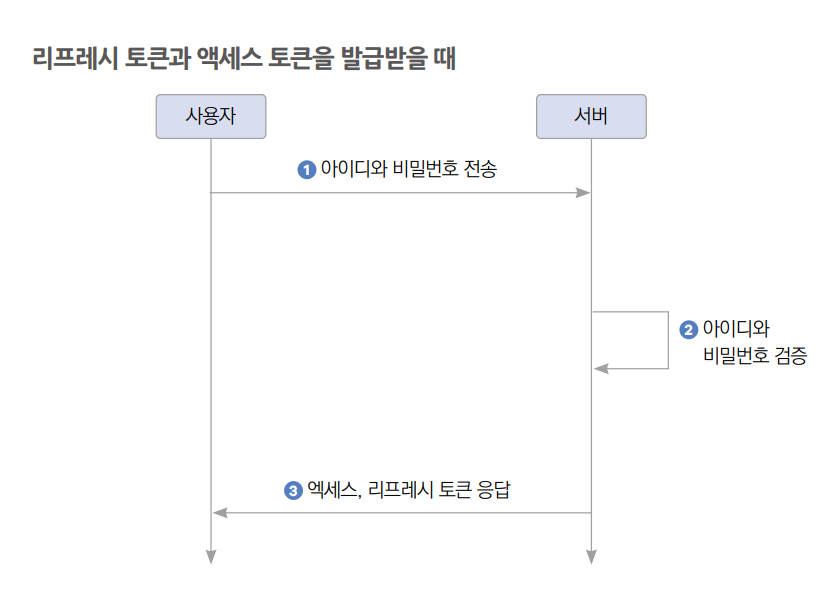 리프레시 토큰과 액세스 토큰을 발급받을 때
사용자
서버
1 아이디와 비밀번호 전송
2 아이디와
비밀번호 검증
3 엑세스, 리프레시 토큰 응답